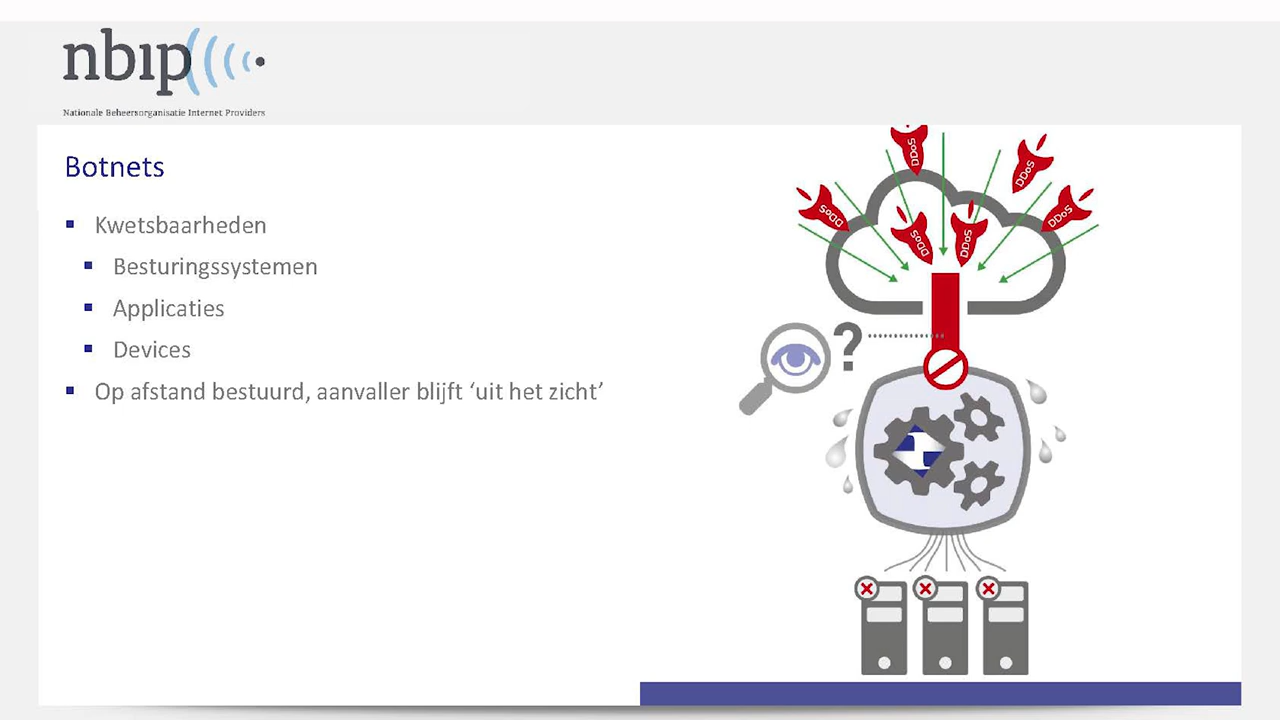 nbip
Nationale Beheersorganisatie Internet Providers
Botnets
Kwetsbaarheden
Besturingssystemen
Applicaties
Devices
Op afstand bestuurd, aanvaller blijft ‘uit het zicht’
DDoS
DDoS
DDoS
DDoS
DDoS
DDoS
?